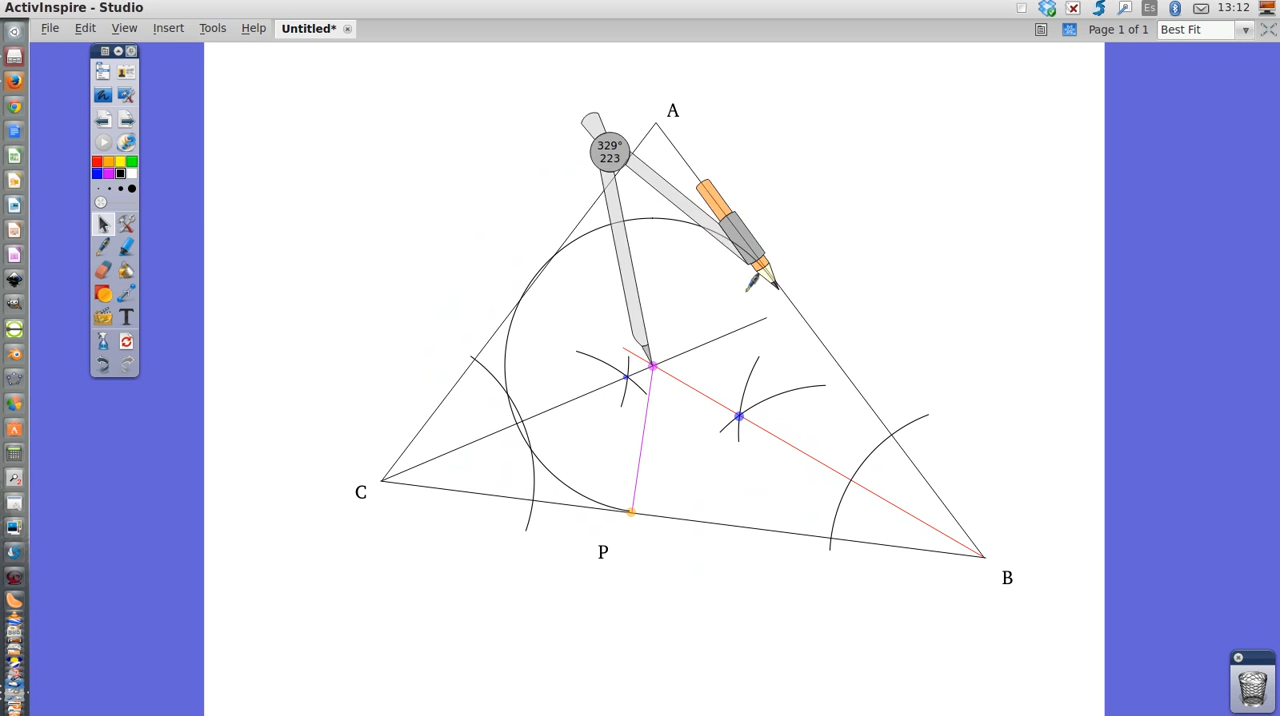 ActivInspire - Studio
Es
13:12
File Edit View Insert Tools Help Untitled*
Page 1 of 1 Best Fit
A
329°
223
C
P
B
T